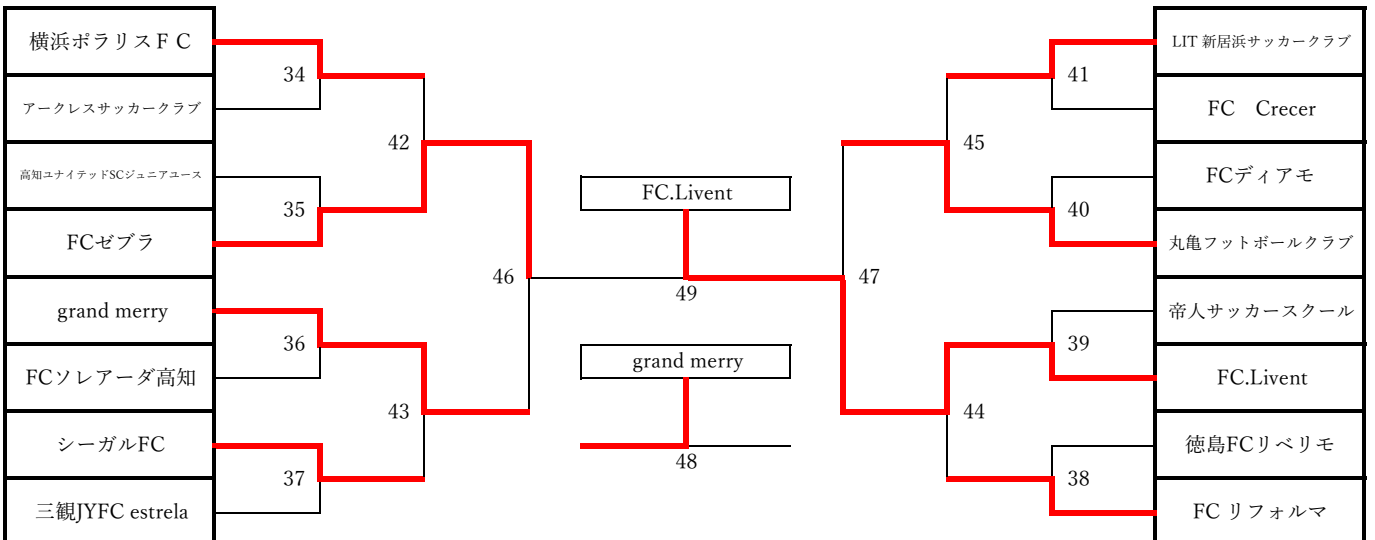 横浜ポラリスＦＣ
アークレスサッカークラブ
高知ユナイテッドSCジュニアユース
FCゼブラ
grand merry
FCソレアーダ高知
シーガルFC
三観JYFC estrela
34
35
36
37
42
43
46
FC.Livent
49
grand merry
48
47
45
44
41
40
39
38
LIT 新居浜サッカークラブ
FC　Crecer
FCディアモ
丸亀フットボールクラブ
帝人サッカースクール
FC.Livent
徳島FCリベリモ
FC リフォルマ